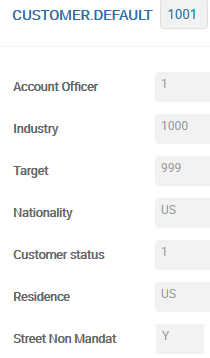 CUSTOMER.DEFAULT 1001
Account Officer 1
Industry 1000
Target 999
Nationality US
Customer status 1
Residence US
Street Non Mandat Y